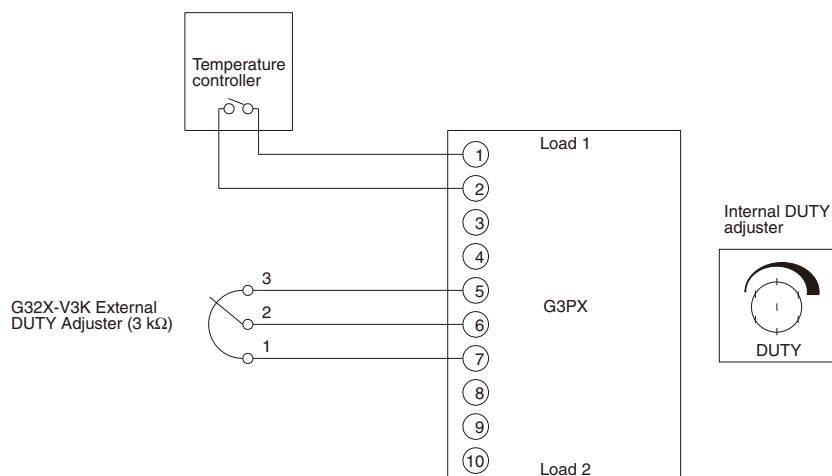 Temperature
controller
Load 1
1
2
3
4
Internal DUTY
adjuster
3
5
G32X-V3K External
DUTY Adjuster (3 kΩ)
2
6
G3PX
1
7
DUTY
8
9
10
Load 2